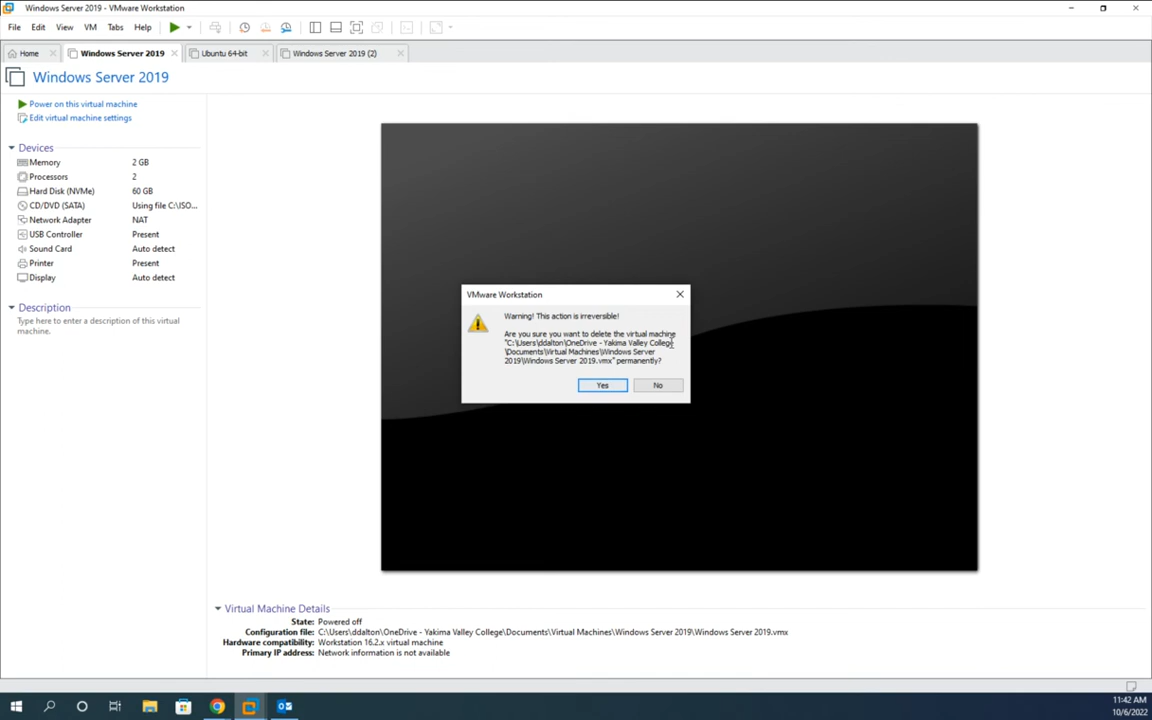 Windows Server 2019 - VMware Workstation
File Edit View VM Tabs Help
Home Windows Server 2019 Ubuntu 64-bit Windows Server 2019 (2)
Windows Server 2019
Power on this virtual machine
Edit virtual machine settings
Devices
Memory 2 GB
Processors 2
Hard Disk (NVMe) 60 GB
CD/DVD (SATA) Using file C:\ISO...
Network Adapter NAT
USB Controller Present
Sound Card Auto detect
Printer Present
Display Auto detect
Description
Type here to enter a description of this virtual
machine.
VMware Workstation
Warning! This action is irreversible!
Are you sure you want to delete the virtual machine
"C:\Users\ddalton\OneDrive - Yakima Valley College
\Documents\Virtual Machines\Windows Server
2019\Windows Server 2019.vmx" permanently?
Yes No
Virtual Machine Details
State: Powered off
Configuration file: C:\Users\ddalton\OneDrive - Yakima Valley College\Documents\Virtual Machines\Windows Server 2019\Windows Server 2019.vmx
Hardware compatibility: Workstation 16.2.x virtual machine
Primary IP address: Network information is not available
11:42 AM
10/6/2022